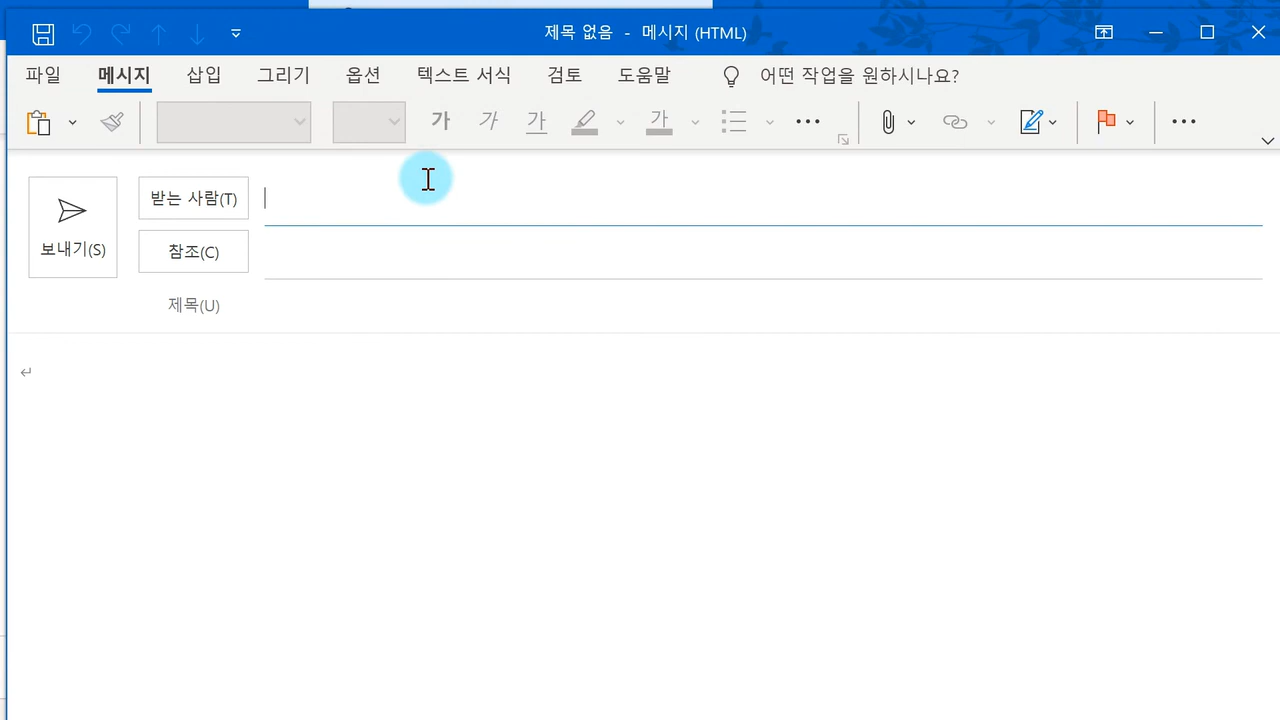 제목 없음 - 메시지 (HTML)
파일 메시지 삽입 그리기 옵션 텍스트 서식 검토 도움말 어떤 작업을 원하시나요?
가 가 가 가
받는 사람(T)
보내기(S)
참조(C)
제목(U)